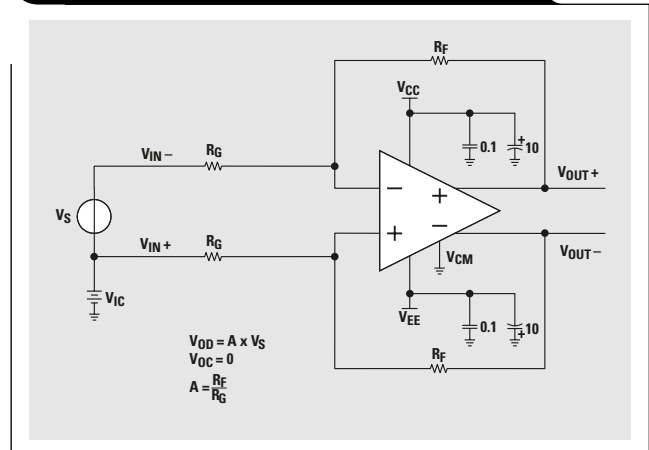 RF
VCC
0.1
+
10
VIN−
RG
VOUT+
−
+
VS
+
−
VIN+
RG
VCM
VOUT−
VIC
VEE
0.1
+
10
RF
VOD = A x VS
VOC = 0
A = RF
RG